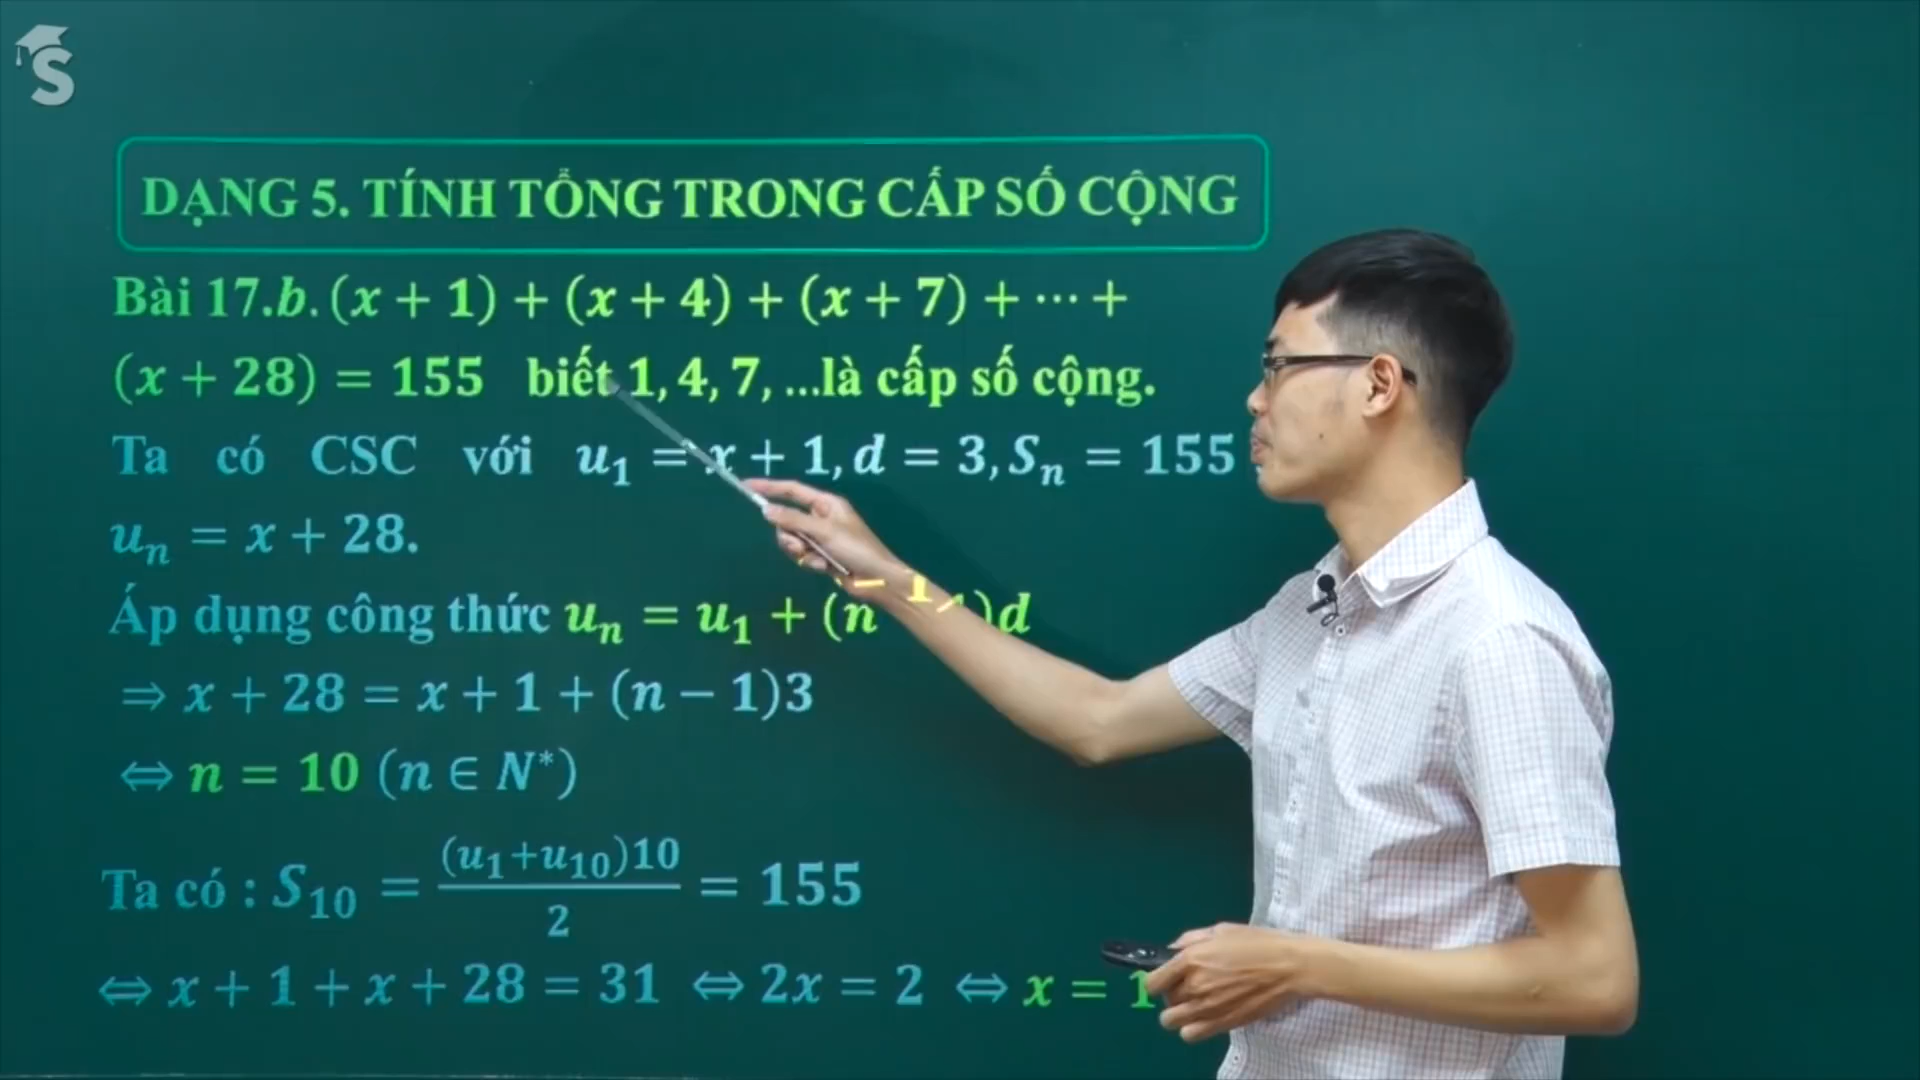 S
DẠNG 5. TÍNH TỔNG TRONG CẤP SỐ CỘNG
Bài 17.b. (x + 1) + (x + 4) + (x + 7) + ⋯ +
(x + 28) = 155 biết 1, 4, 7, ...là cấp số cộng.
Ta có CSC với u₁ = x + 1, d = 3, Sₙ = 155
uₙ = x + 28.
Áp dụng công thức uₙ = u₁ + (n − 1)d
⇒ x + 28 = x + 1 + (n − 1)3
⇔ n = 10 (n ∈ N*)
Ta có : S₁₀ = (u₁+u₁₀)10 / 2 = 155
⇔ x + 1 + x + 28 = 31 ⇔ 2x = 2 ⇔ x = 1